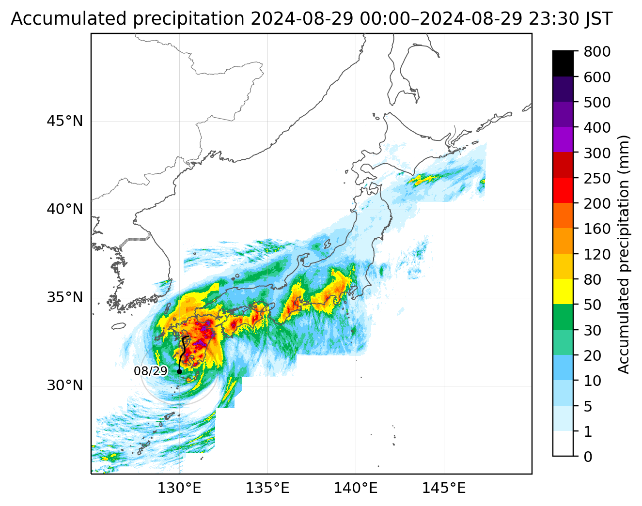 Accumulated precipitation 2024-08-29 00:00–2024-08-29 23:30 JST
45°N
40°N
35°N
30°N
130°E
135°E
140°E
145°E
08/29
800
600
500
400
300
250
200
160
120
80
50
30
20
10
5
1
0
Accumulated precipitation (mm)